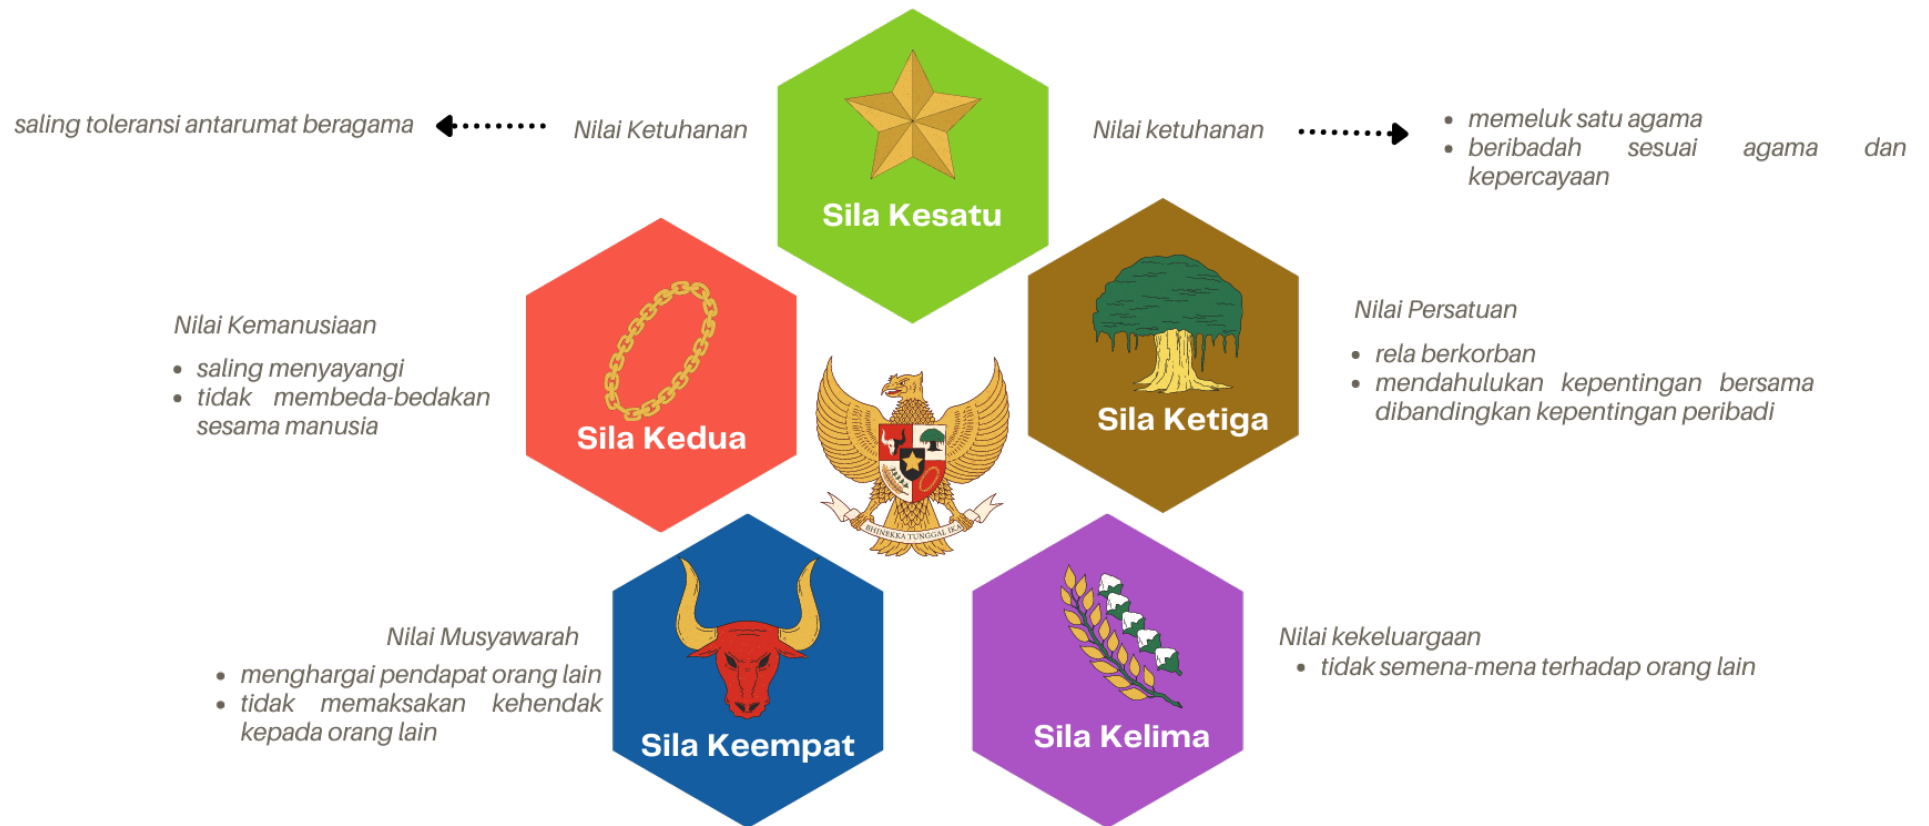 saling toleransi antarumat beragama
Nilai Ketuhanan
Sila Kesatu
Nilai ketuhanan
memeluk satu agama
beribadah sesuai agama dan
kepercayaan
Nilai Kemanusiaan
saling menyayangi
tidak membeda-bedakan
sesama manusia
Sila Kedua
Sila Ketiga
Nilai Persatuan
rela berkorban
mendahulukan kepentingan bersama
dibandingkan kepentingan peribadi
BHINEKKA TUNGGAL IKA
Nilai Musyawarah
menghargai pendapat orang lain
tidak memaksakan kehendak
kepada orang lain
Sila Keempat
Sila Kelima
Nilai kekeluargaan
tidak semena-mena terhadap orang lain